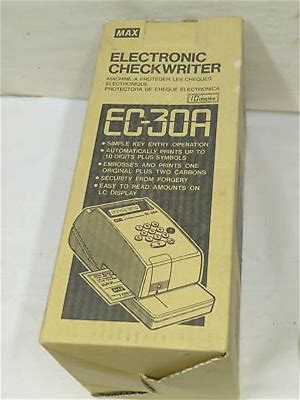 MAX
ELECTRONIC
CHECKWRITER
MACHINE A PROTEGER LES CHEQUES
ELECTRONIQUE
PROTECTORA DE CHEQUE ELECTRONICA
10 digits
EC-30A
• SIMPLE KEY ENTRY OPERATION
• AUTOMATICALLY PRINTS UP TO
10 DIGITS PLUS SYMBOLS
• EMBOSSES AND PRINTS ONE
ORIGINAL PLUS TWO CARBONS
• SECURITY FROM FORGERY
• EASY TO READ AMOUNTS ON
LC DISPLAY
MAX